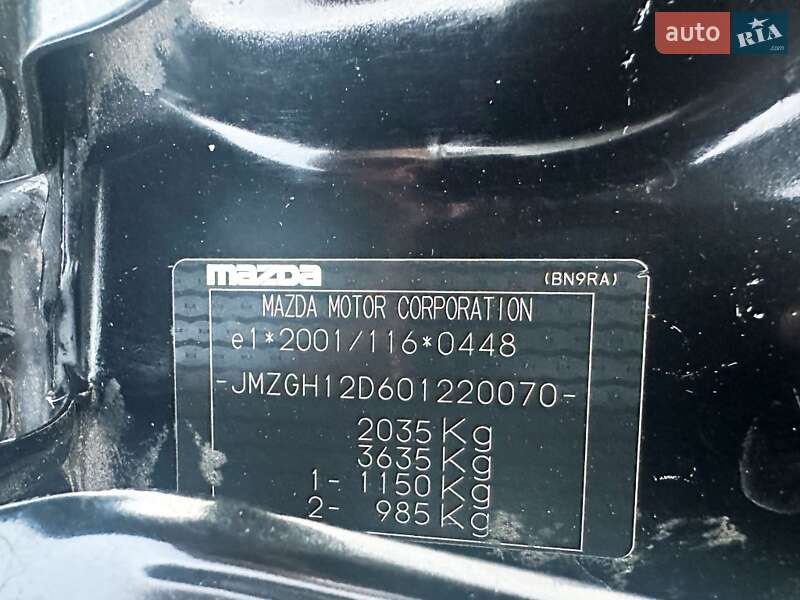 auto RIA .com
mazda (BN9RA)
MAZDA MOTOR CORPORATION
e1*2001/116*0448
-JMZGH12D601220070-
2035 Kg
3635 Kg
1- 1150 Kg
2- 985 Kg